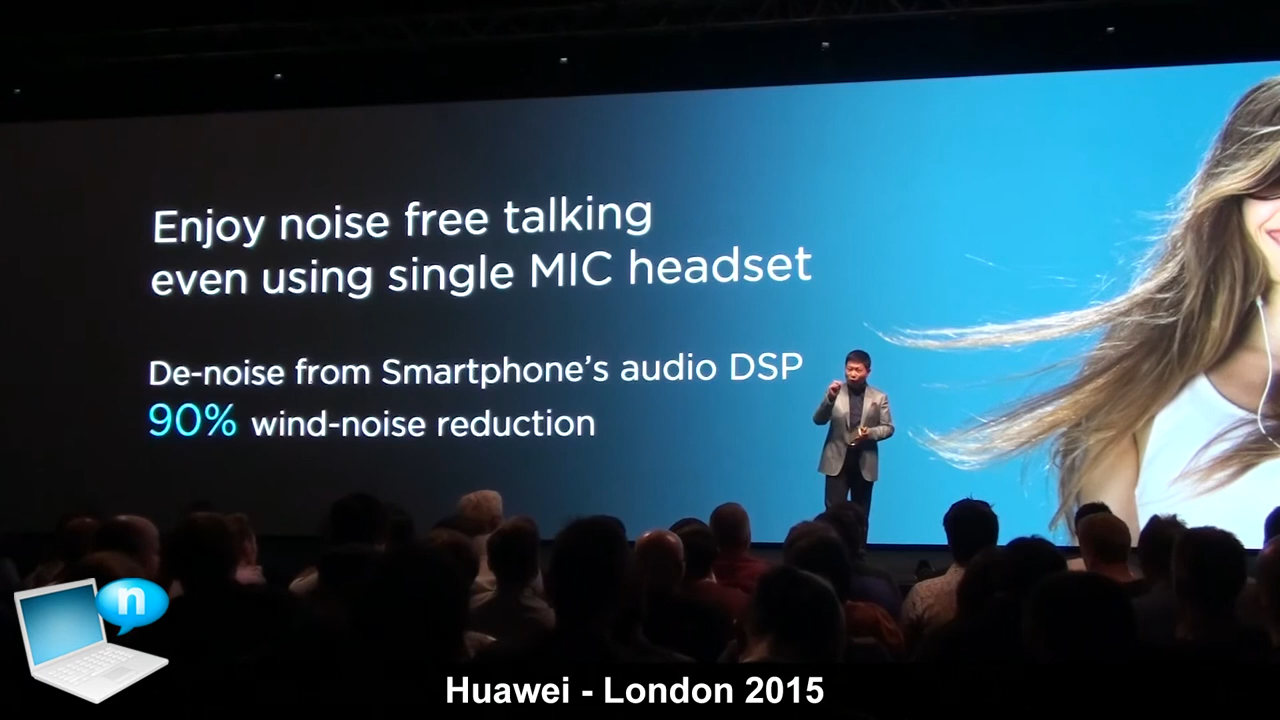 Enjoy noise free talking
even using single MIC headset
De-noise from Smartphone's audio DSP
90% wind-noise reduction
n
Huawei - London 2015